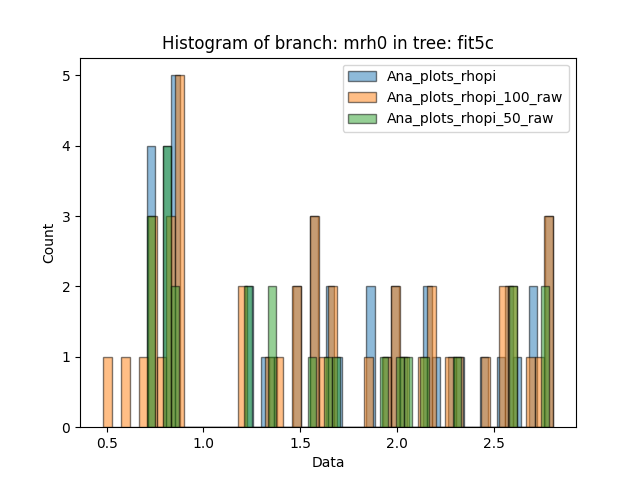 Histogram of branch: mrh0 in tree: fit5c
Ana_plots_rhopi
Ana_plots_rhopi_100_raw
Ana_plots_rhopi_50_raw
Count
5
4
3
2
1
0
0.5 1.0 1.5 2.0 2.5
Data